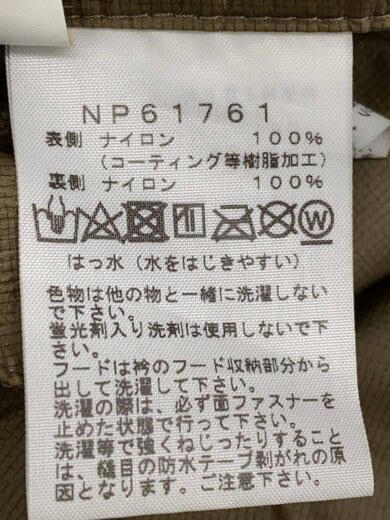 NP61761
表側 ナイロン 100%
(コーティング等樹脂加工)
裏側 ナイロン 100%
W
はっ水 (水をはじきやすい)
色物は他の物と一緒に洗濯しない
で下さい。
蛍光剤入り洗剤は使用しないで下
さい。
フードは衿のフード収納部分から
出して洗濯して下さい。
洗濯の際は、必ず面ファスナーを
止めた状態で行って下さい。
洗濯等で強くねじったりすること
は、縫目の防水テープ剥がれの原
因となります。ご注意下さい。